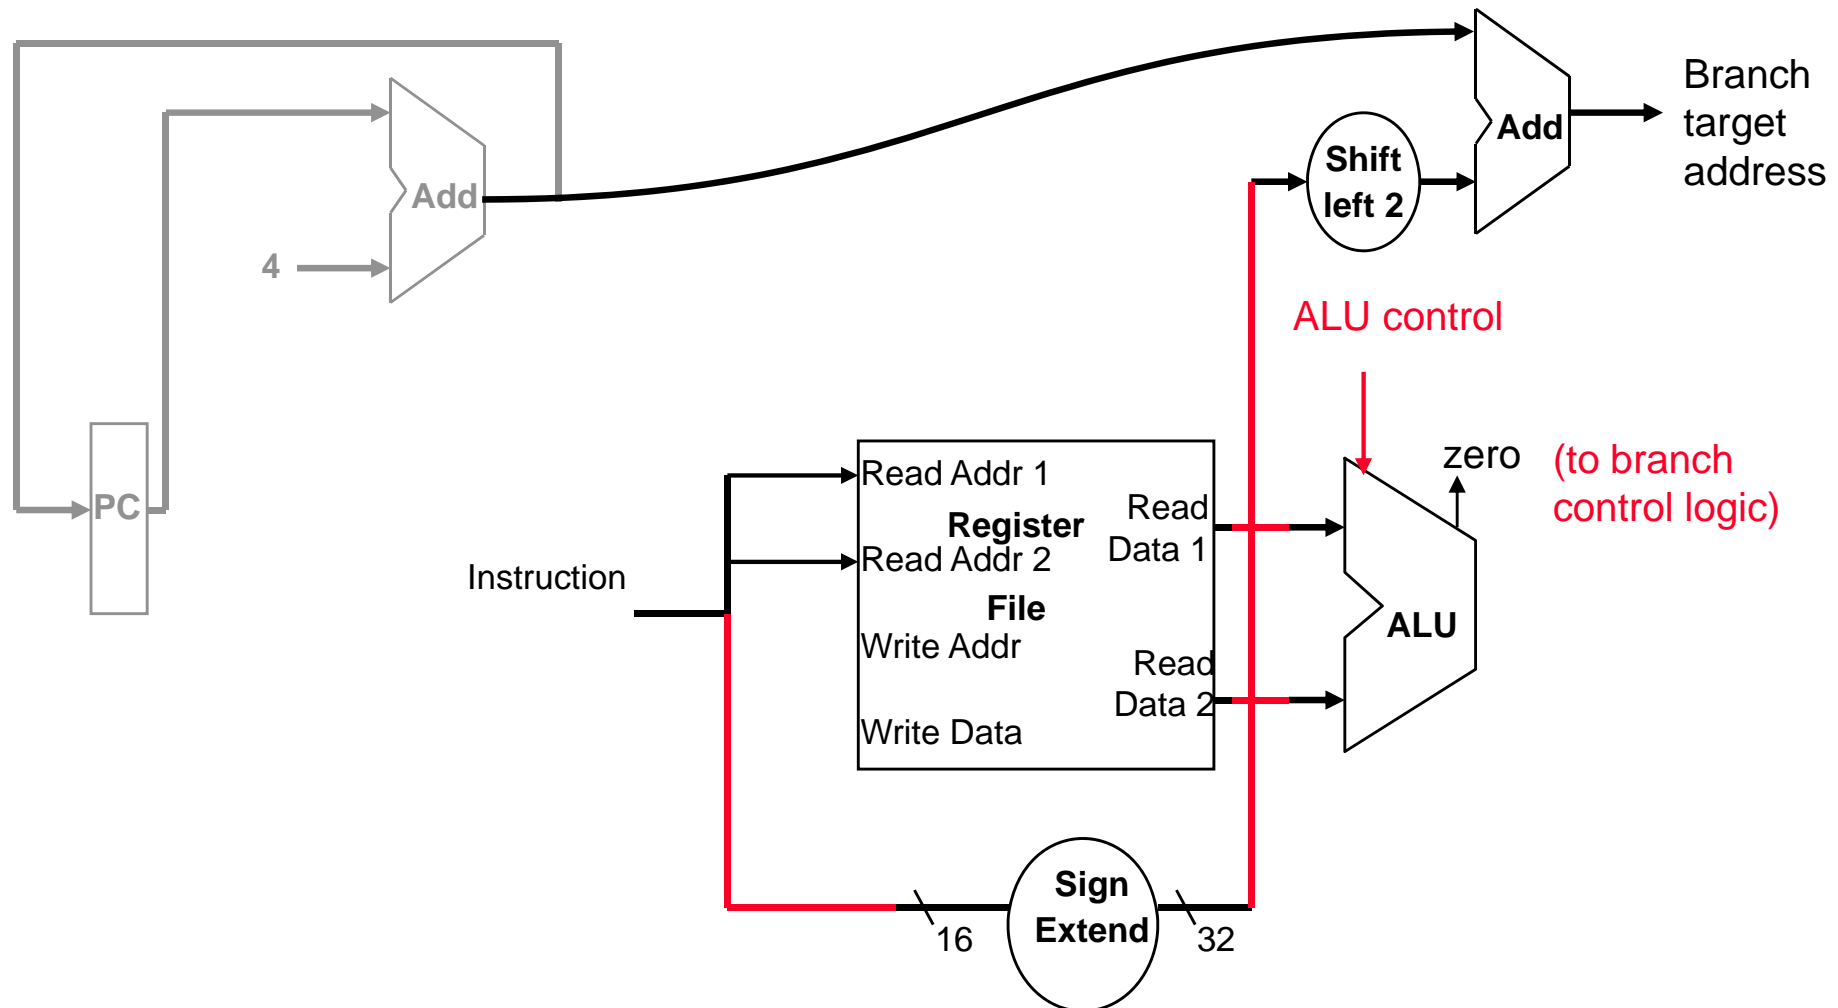 Branch
target
address
Add
Shift
left 2
Add
4
ALU control
PC
Instruction
Read Addr 1
Register
Read Addr 2
File
Write Addr
Write Data
Read
Data 1
Read
Data 2
zero
(to branch
control logic)
ALU
Sign
Extend
16
32